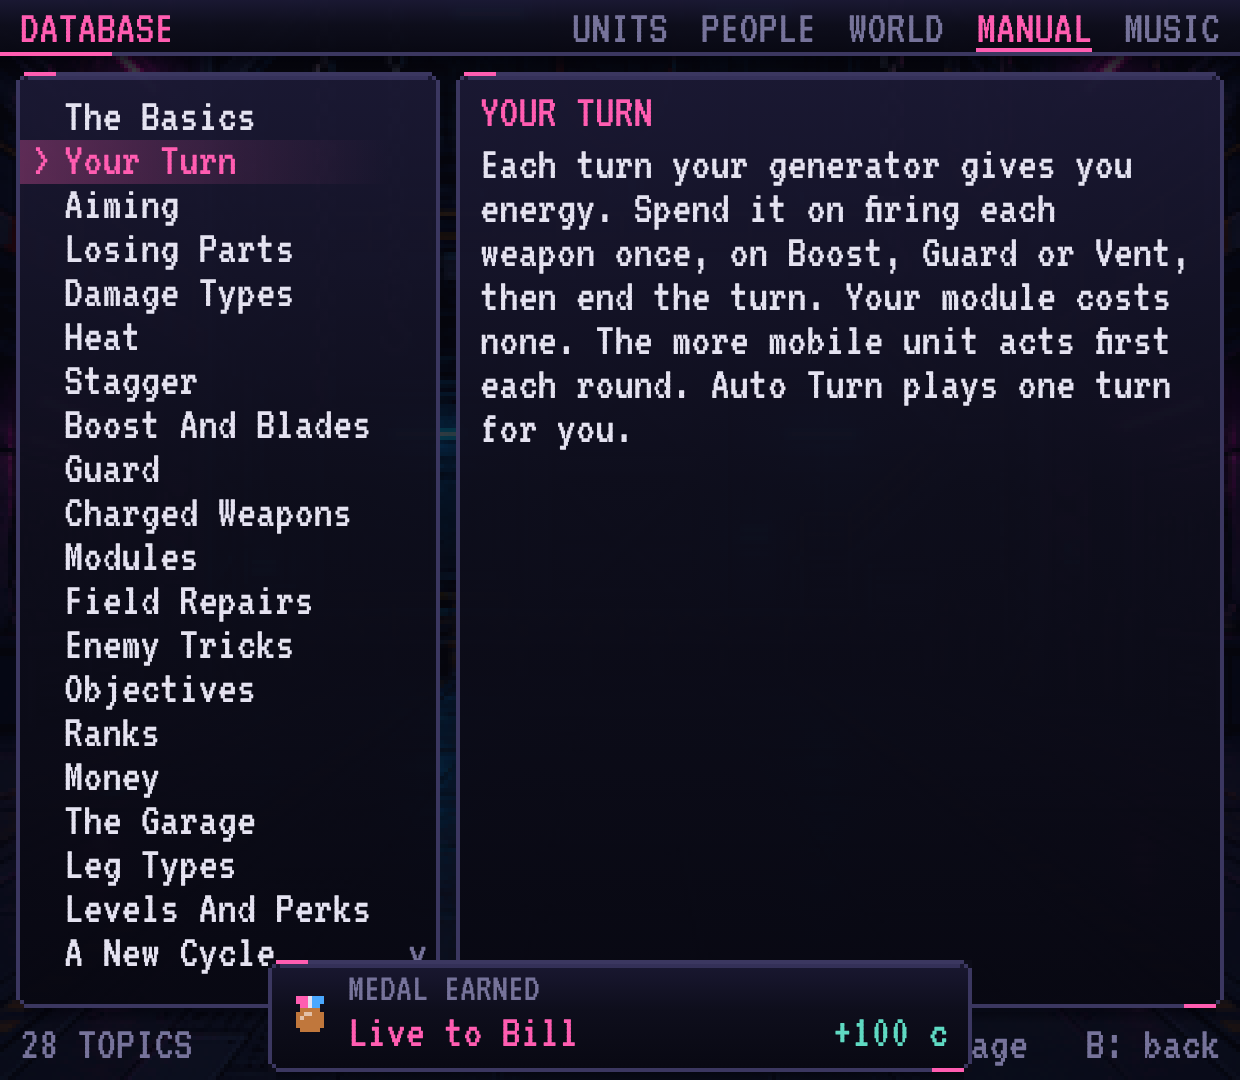 DATABASE
UNITS PEOPLE WORLD MANUAL MUSIC
The Basics
> Your Turn
Aiming
Losing Parts
Damage Types
Heat
Stagger
Boost And Blades
Guard
Charged Weapons
Modules
Field Repairs
Enemy Tricks
Objectives
Ranks
Money
The Garage
Leg Types
Levels And Perks
A New Cycle
v
YOUR TURN
Each turn your generator gives you
energy. Spend it on firing each
weapon once, on Boost, Guard or Vent,
then end the turn. Your module costs
none. The more mobile unit acts first
each round. Auto Turn plays one turn
for you.
MEDAL EARNED
Live to Bill +100 c
28 TOPICS
age B: back